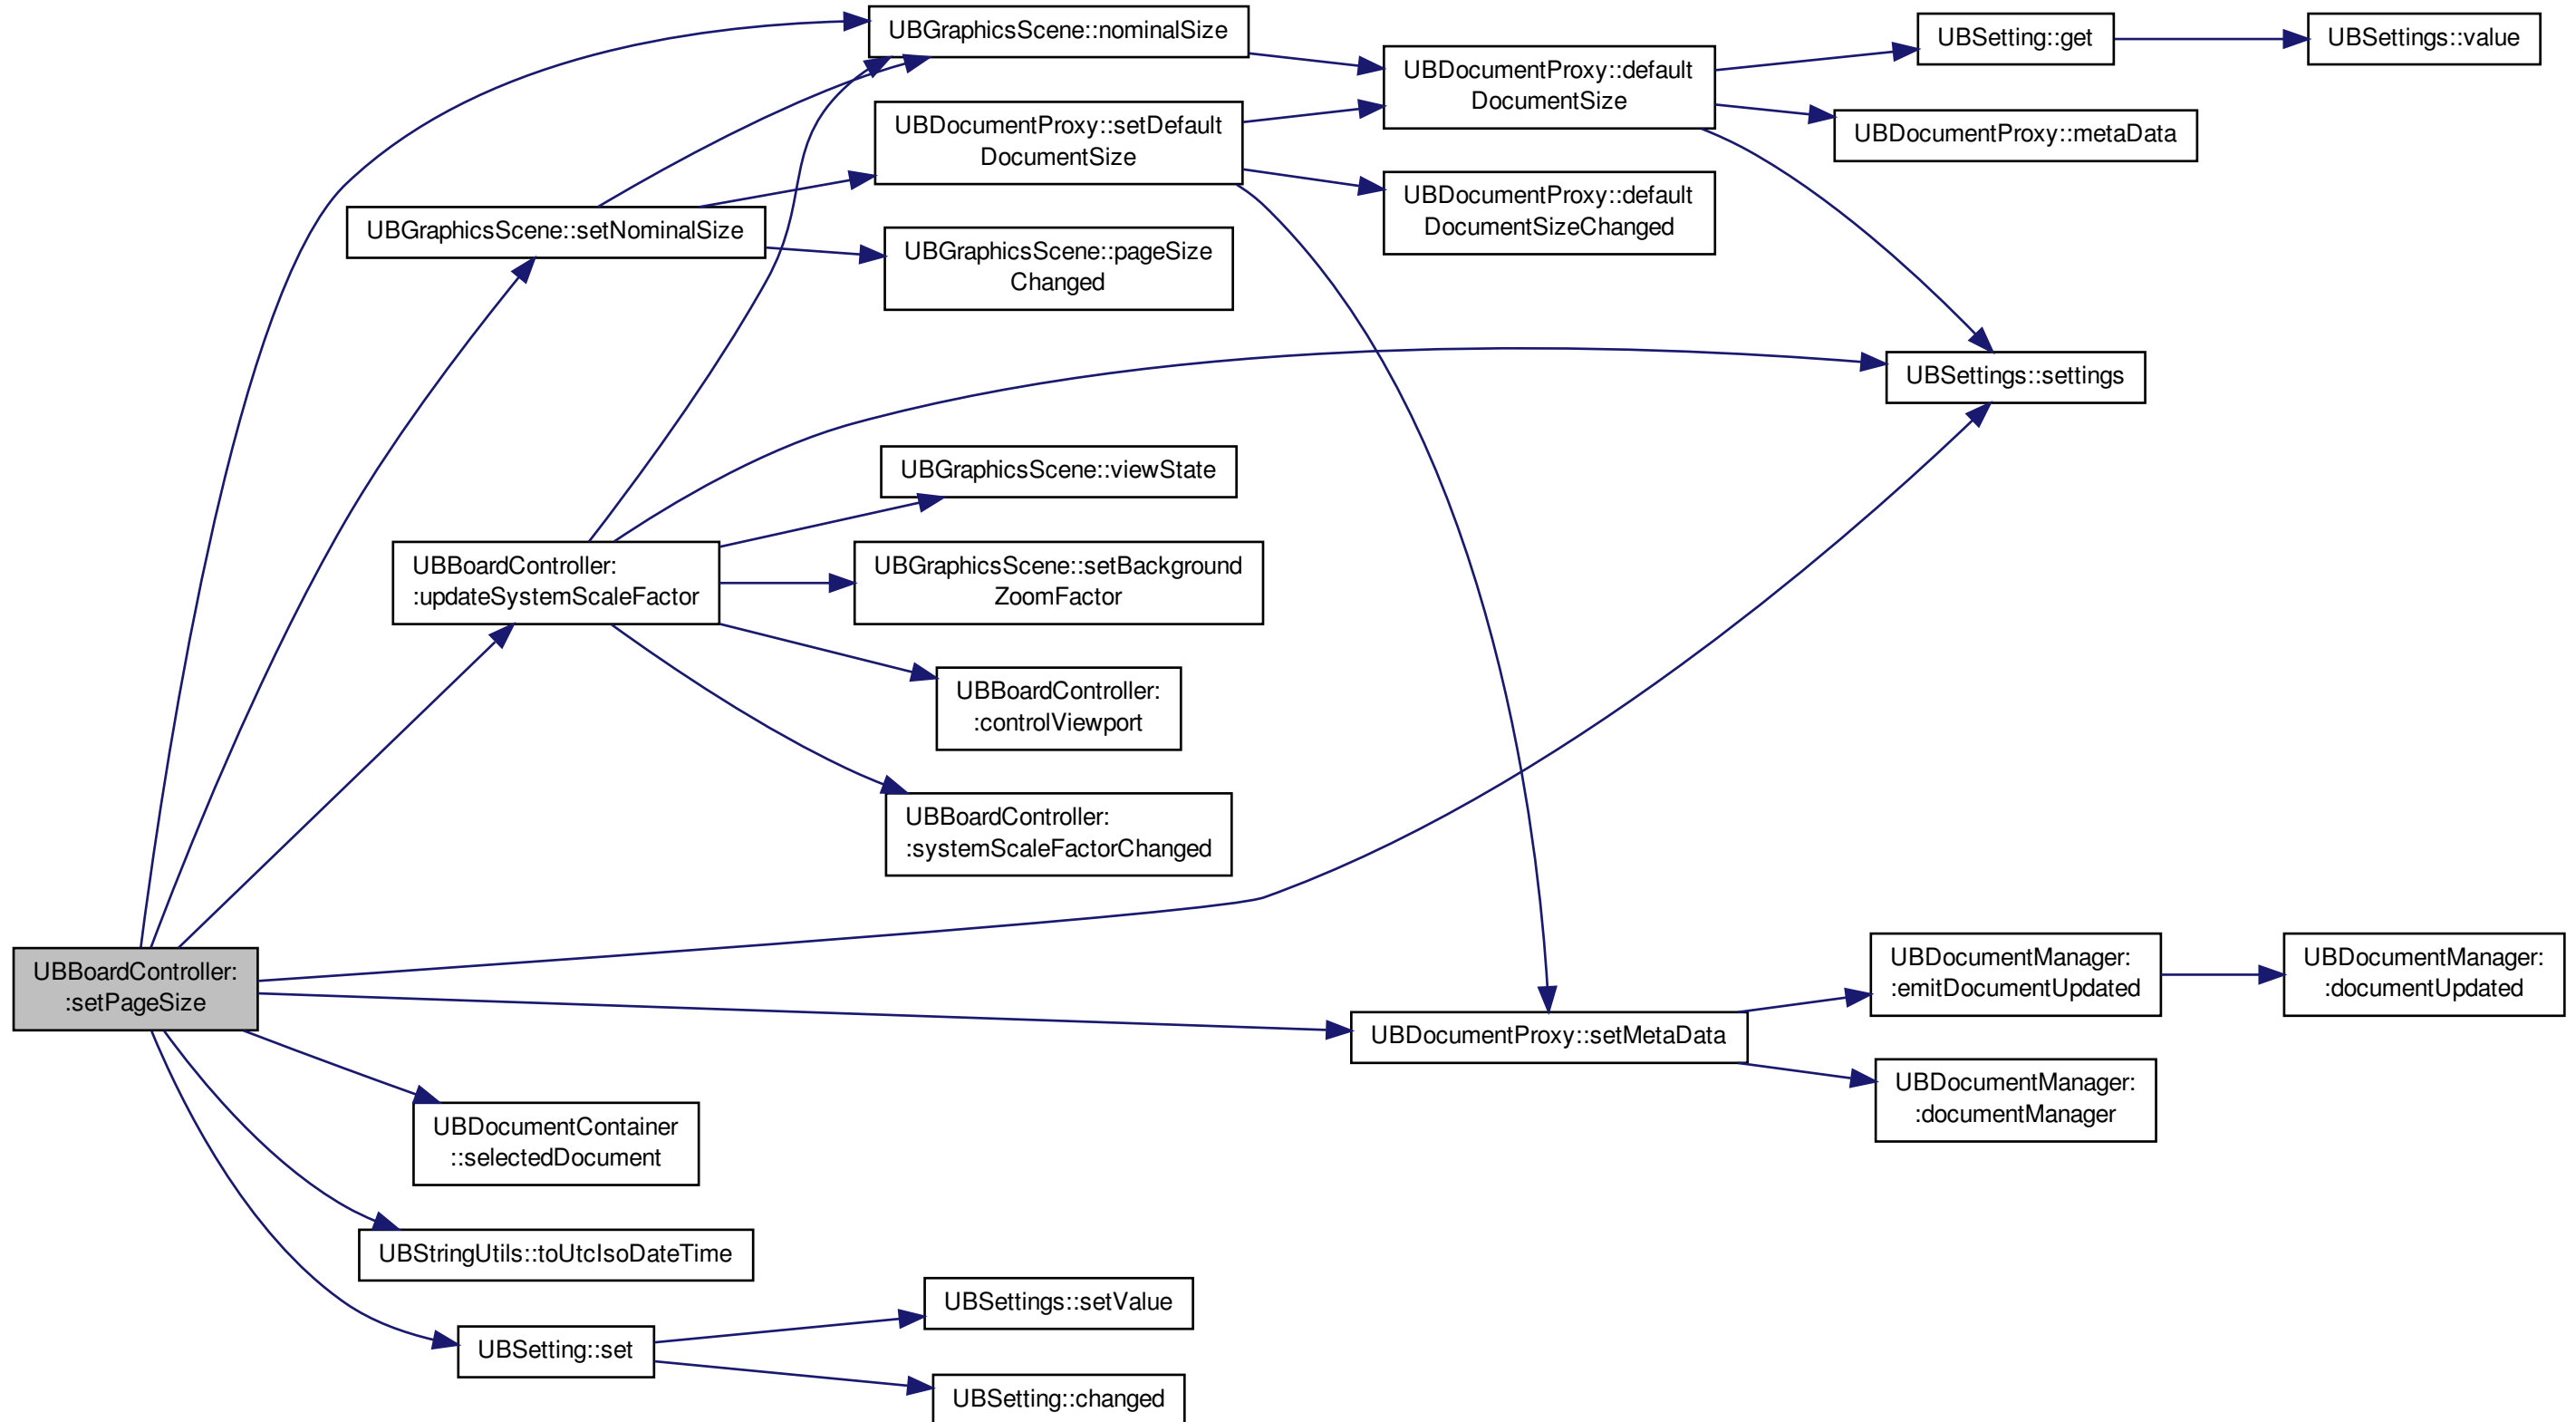 UBGraphicsScene::nominalSize
UBSetting::get
UBSettings::value
UBDocumentProxy::default
DocumentSize
UBDocumentProxy::setDefault
DocumentSize
UBDocumentProxy::metaData
UBDocumentProxy::default
DocumentSizeChanged
UBGraphicsScene::setNominalSize
UBGraphicsScene::pageSize
Changed
UBSettings::settings
UBGraphicsScene::viewState
UBBoardController:
:updateSystemScaleFactor
UBGraphicsScene::setBackground
ZoomFactor
UBBoardController:
:controlViewport
UBBoardController:
:systemScaleFactorChanged
UBBoardController:
:setPageSize
UBDocumentManager:
:emitDocumentUpdated
UBDocumentManager:
:documentUpdated
UBDocumentProxy::setMetaData
UBDocumentManager:
:documentManager
UBDocumentContainer
::selectedDocument
UBStringUtils::toUtcIsoDateTime
UBSettings::setValue
UBSetting::set
UBSetting::changed